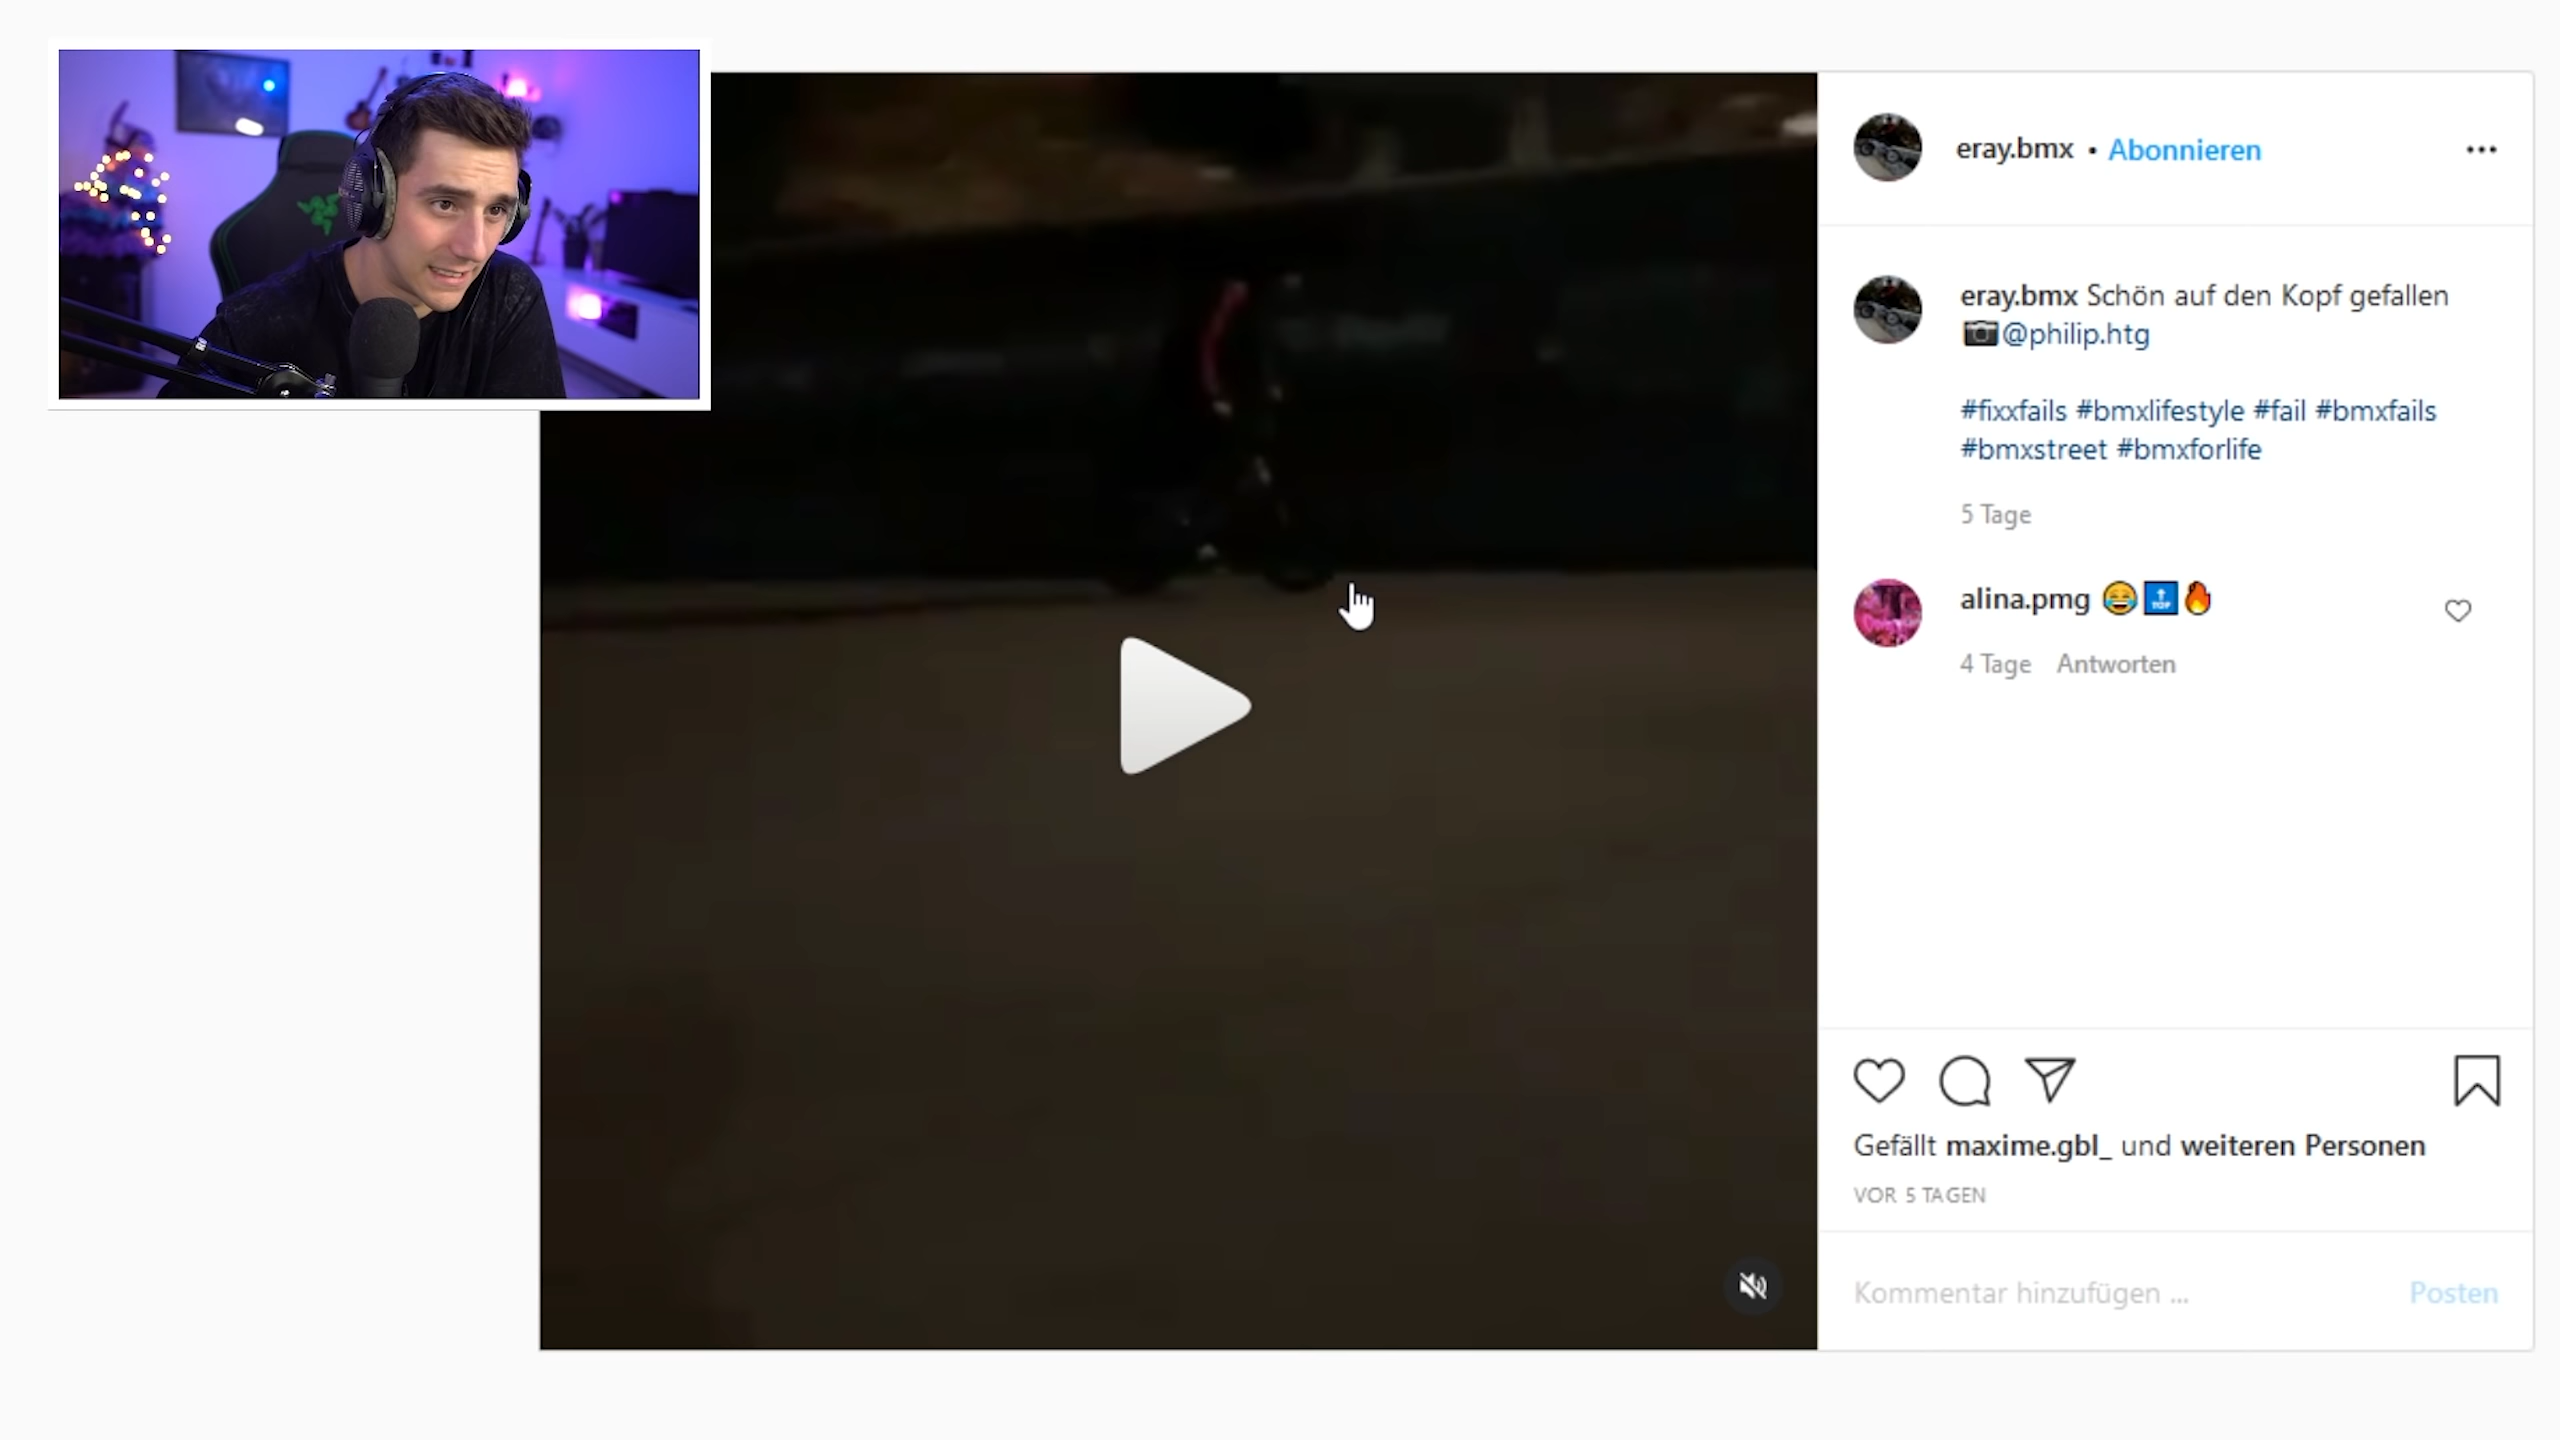 eray.bmx • Abonnieren
eray.bmx Schön auf den Kopf gefallen
📷@philip.htg
#fixxfails #bmxlifestyle #fail #bmxfails
#bmxstreet #bmxforlife
5 Tage
alina.pmg 😂🔝🔥
4 Tage Antworten
Gefällt maxime.gbl_ und weiteren Personen
VOR 5 TAGEN
Kommentar hinzufügen ... Posten